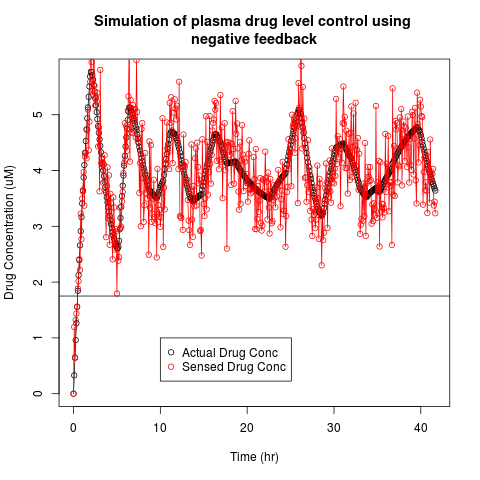 Simulation of plasma drug level control using
negative feedback
Drug Concentration (uM)
5
4
3
2
1
0
Actual Drug Conc
Sensed Drug Conc
0 10 20 30 40
Time (hr)